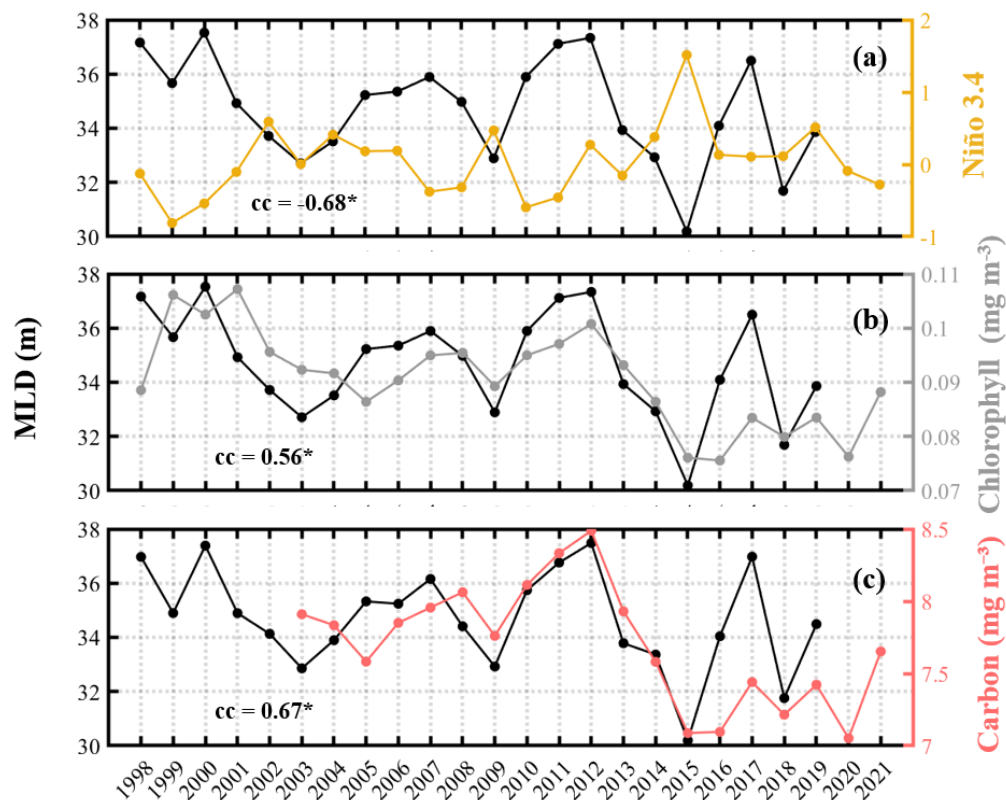 38
36
34
32
30
(a)
cc = -0.68*
2
1
0
-1
Niño 3.4
MLD (m)
38
36
34
32
30
(b)
cc = 0.56*
0.11
0.1
0.09
0.08
0.07
Chlorophyll (mg m-3)
38
36
34
32
30
(c)
cc = 0.67*
8.5
8
7.5
7
Carbon (mg m-3)
1998 1999 2000 2001 2002 2003 2004 2005 2006 2007 2008 2009 2010 2011 2012 2013 2014 2015 2016 2017 2018 2019 2020 2021